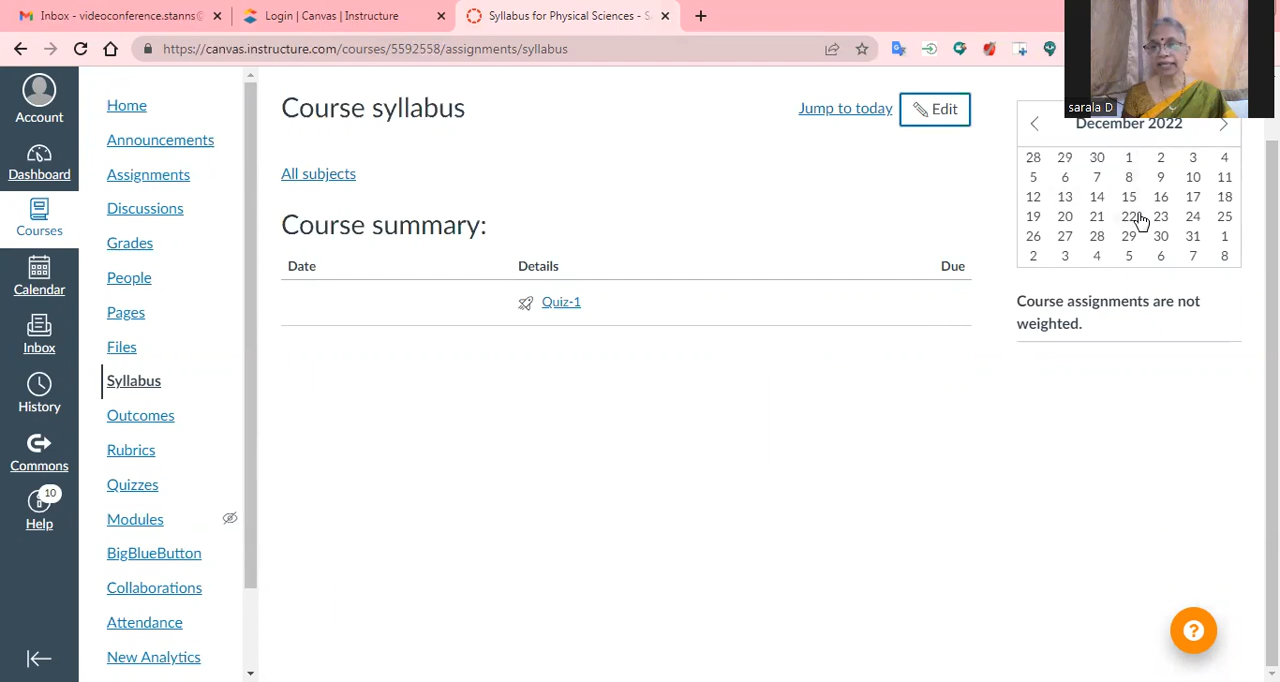 Inbox - videoconference.stanns@
Login | Canvas | Instructure
Syllabus for Physical Sciences - S
https://canvas.instructure.com/courses/5592558/assignments/syllabus
sarala D
Account
Dashboard
Courses
Calendar
Inbox
History
Commons
10
Help
Home
Announcements
Assignments
Discussions
Grades
People
Pages
Files
Syllabus
Outcomes
Rubrics
Quizzes
Modules
BigBlueButton
Collaborations
Attendance
New Analytics
Course syllabus
Jump to today
Edit
All subjects
Course summary:
Date Details Due
Quiz-1
December 2022
28 29 30 1 2 3 4
5 6 7 8 9 10 11
12 13 14 15 16 17 18
19 20 21 22 23 24 25
26 27 28 29 30 31 1
2 3 4 5 6 7 8
Course assignments are not
weighted.
?